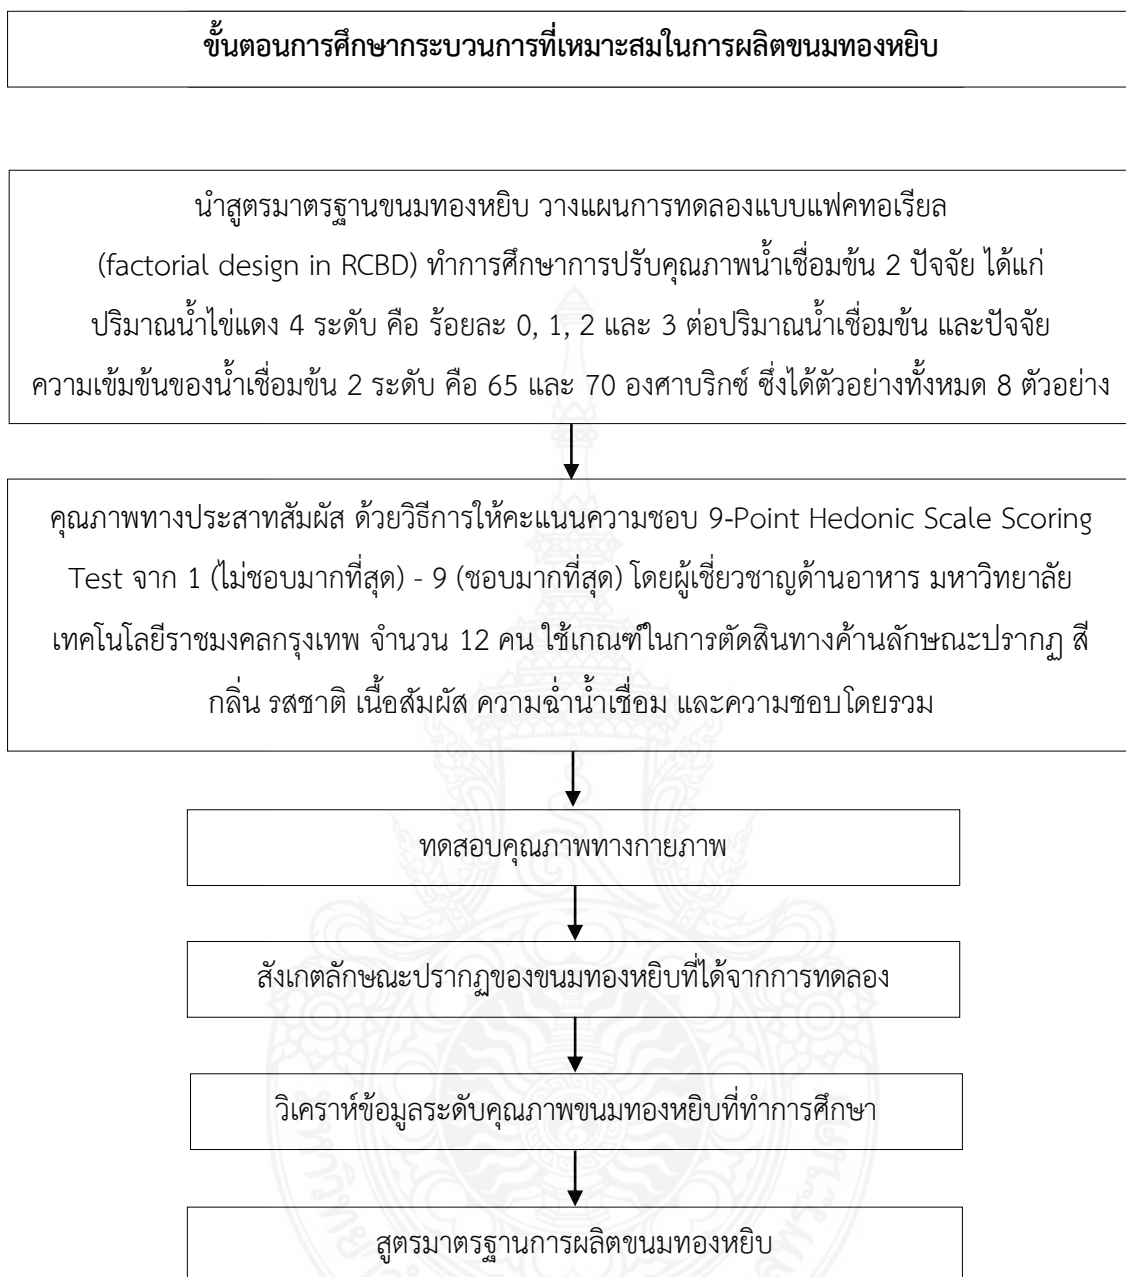 ขั้นตอนการศึกษากระบวนการที่เหมาะสมในการผลิตขนมทองหยิบ
นำสูตรมาตรฐานขนมทองหยิบ วางแผนการทดลองแบบแฟคทอเรียล
(factorial design in RCBD) ทำการศึกษาการปรับคุณภาพน้ำเชื่อมข้น 2 ปัจจัย ได้แก่
ปริมาณน้ำไข่แดง 4 ระดับ คือ ร้อยละ 0, 1, 2 และ 3 ต่อปริมาณน้ำเชื่อมข้น และปัจจัย
ความเข้มข้นของน้ำเชื่อมข้น 2 ระดับ คือ 65 และ 70 องศาบริกซ์ ซึ่งได้ตัวอย่างทั้งหมด 8 ตัวอย่าง
คุณภาพทางประสาทสัมผัส ด้วยวิธีการให้คะแนนความชอบ 9-Point Hedonic Scale Scoring
Test จาก 1 (ไม่ชอบมากที่สุด) - 9 (ชอบมากที่สุด) โดยผู้เชี่ยวชาญด้านอาหาร มหาวิทยาลัย
เทคโนโลยีราชมงคลกรุงเทพ จำนวน 12 คน ใช้เกณฑ์ในการตัดสินทางค้านลักษณะปรากฏ สี
กลิ่น รสชาติ เนื้อสัมผัส ความฉ่ำน้ำเชื่อม และความชอบโดยรวม
ทดสอบคุณภาพทางกายภาพ
สังเกตลักษณะปรากฏของขนมทองหยิบที่ได้จากการทดลอง
วิเคราห์ข้อมูลระดับคุณภาพขนมทองหยิบที่ทำการศึกษา
สูตรมาตรฐานการผลิตขนมทองหยิบ